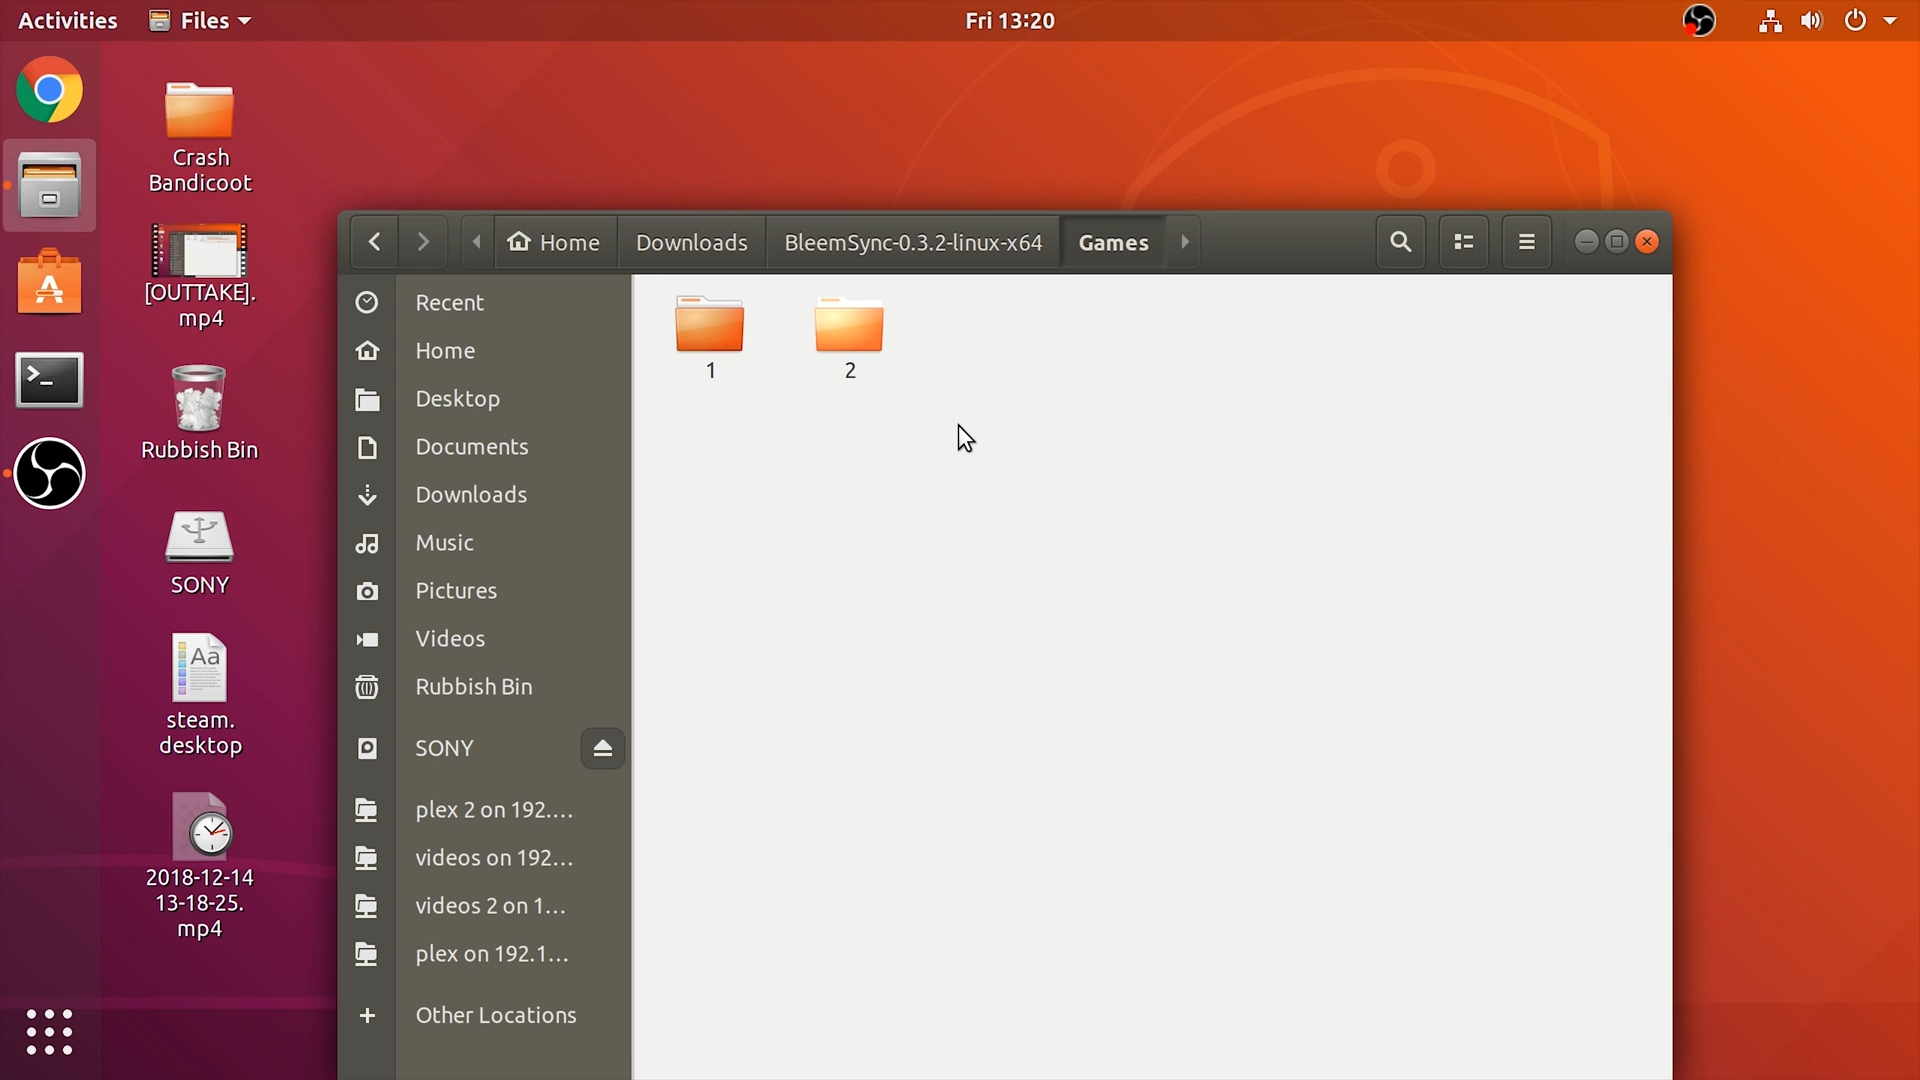 Activities
Files
Fri 13:20
Crash
Bandicoot
[OUTTAKE].
mp4
Rubbish Bin
SONY
Aa
steam.
desktop
2018-12-14
13-18-25.
mp4
Home
Downloads
BleemSync-0.3.2-linux-x64
Games
Recent
Home
Desktop
Documents
Downloads
Music
Pictures
Videos
Rubbish Bin
SONY
plex 2 on 192.…
videos on 192…
videos 2 on 1…
plex on 192.1…
Other Locations
1
2